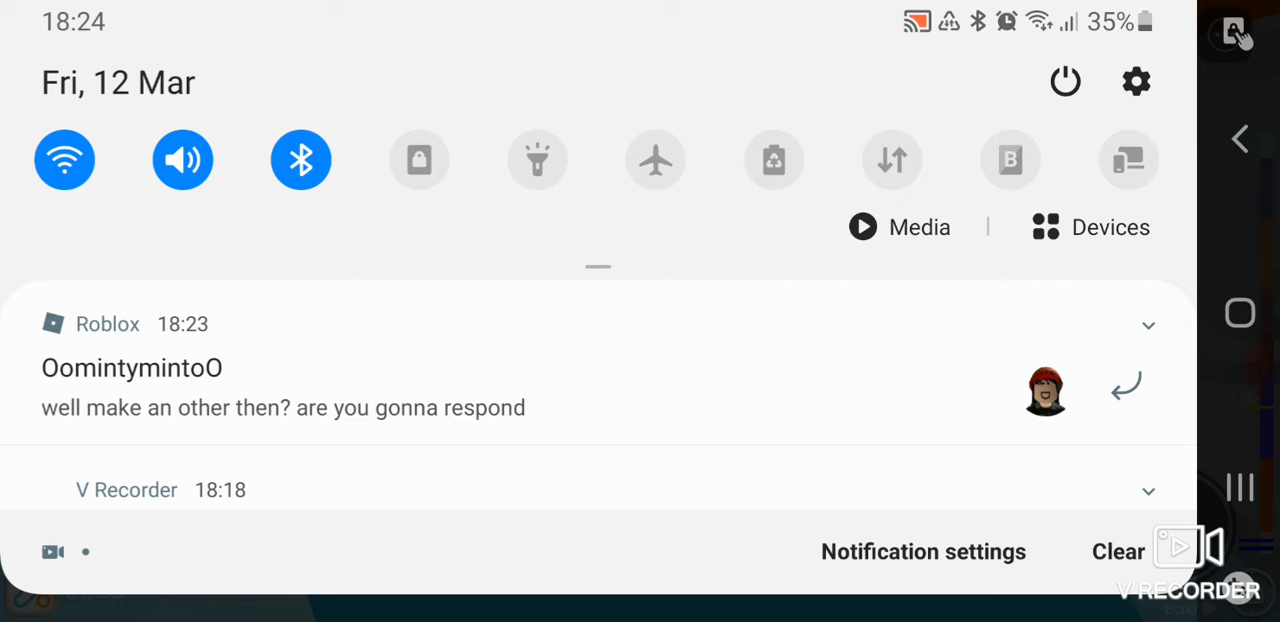 18:24
35%
Fri, 12 Mar
B
Media
Devices
Roblox 18:23
OomintymintoO
well make an other then? are you gonna respond
V Recorder 18:18
Notification settings
Clear
V RECORDER